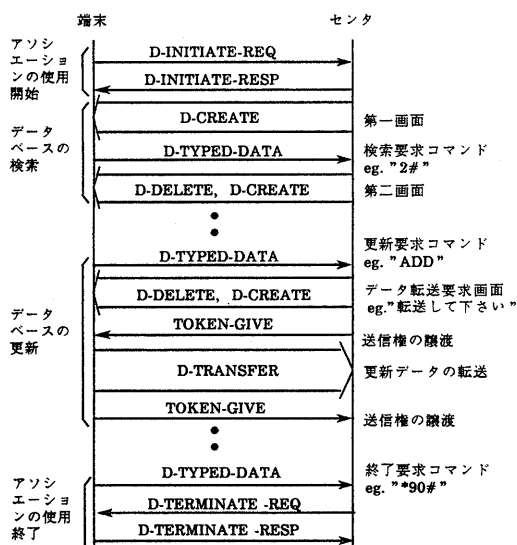 端末 センタ
アソシ
エーショ
ンの使用
開始
D-INITIATE-REQ
D-INITIATE-RESP
データ
ベースの
検索
D-CREATE 第一画面
D-TYPED-DATA 検索要求コマンド
eg. "2#"
D-DELETE, D-CREATE 第二画面
データ
ベースの
更新
D-TYPED-DATA 更新要求コマンド
eg. "ADD"
D-DELETE, D-CREATE データ転送要求画面
eg."転送して下さい"
TOKEN-GIVE 送信権の譲渡
D-TRANSFER 更新データの転送
TOKEN-GIVE 送信権の譲渡
アソシ
エーショ
ンの使用
終了
D-TYPED-DATA 終了要求コマンド
eg. "*90#"
D-TERMINATE -REQ
D-TERMINATE -RESP